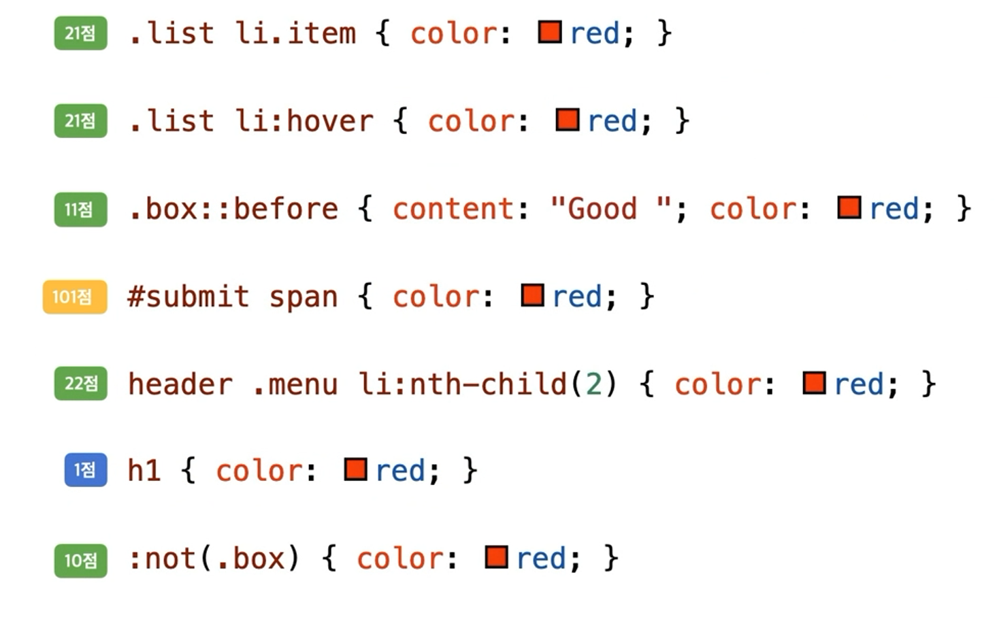 21점 .list li.item { color: red; }
21점 .list li:hover { color: red; }
11점 .box::before { content: "Good "; color: red; }
101점 #submit span { color: red; }
22점 header .menu li:nth-child(2) { color: red; }
1점 h1 { color: red; }
10점 :not(.box) { color: red; }